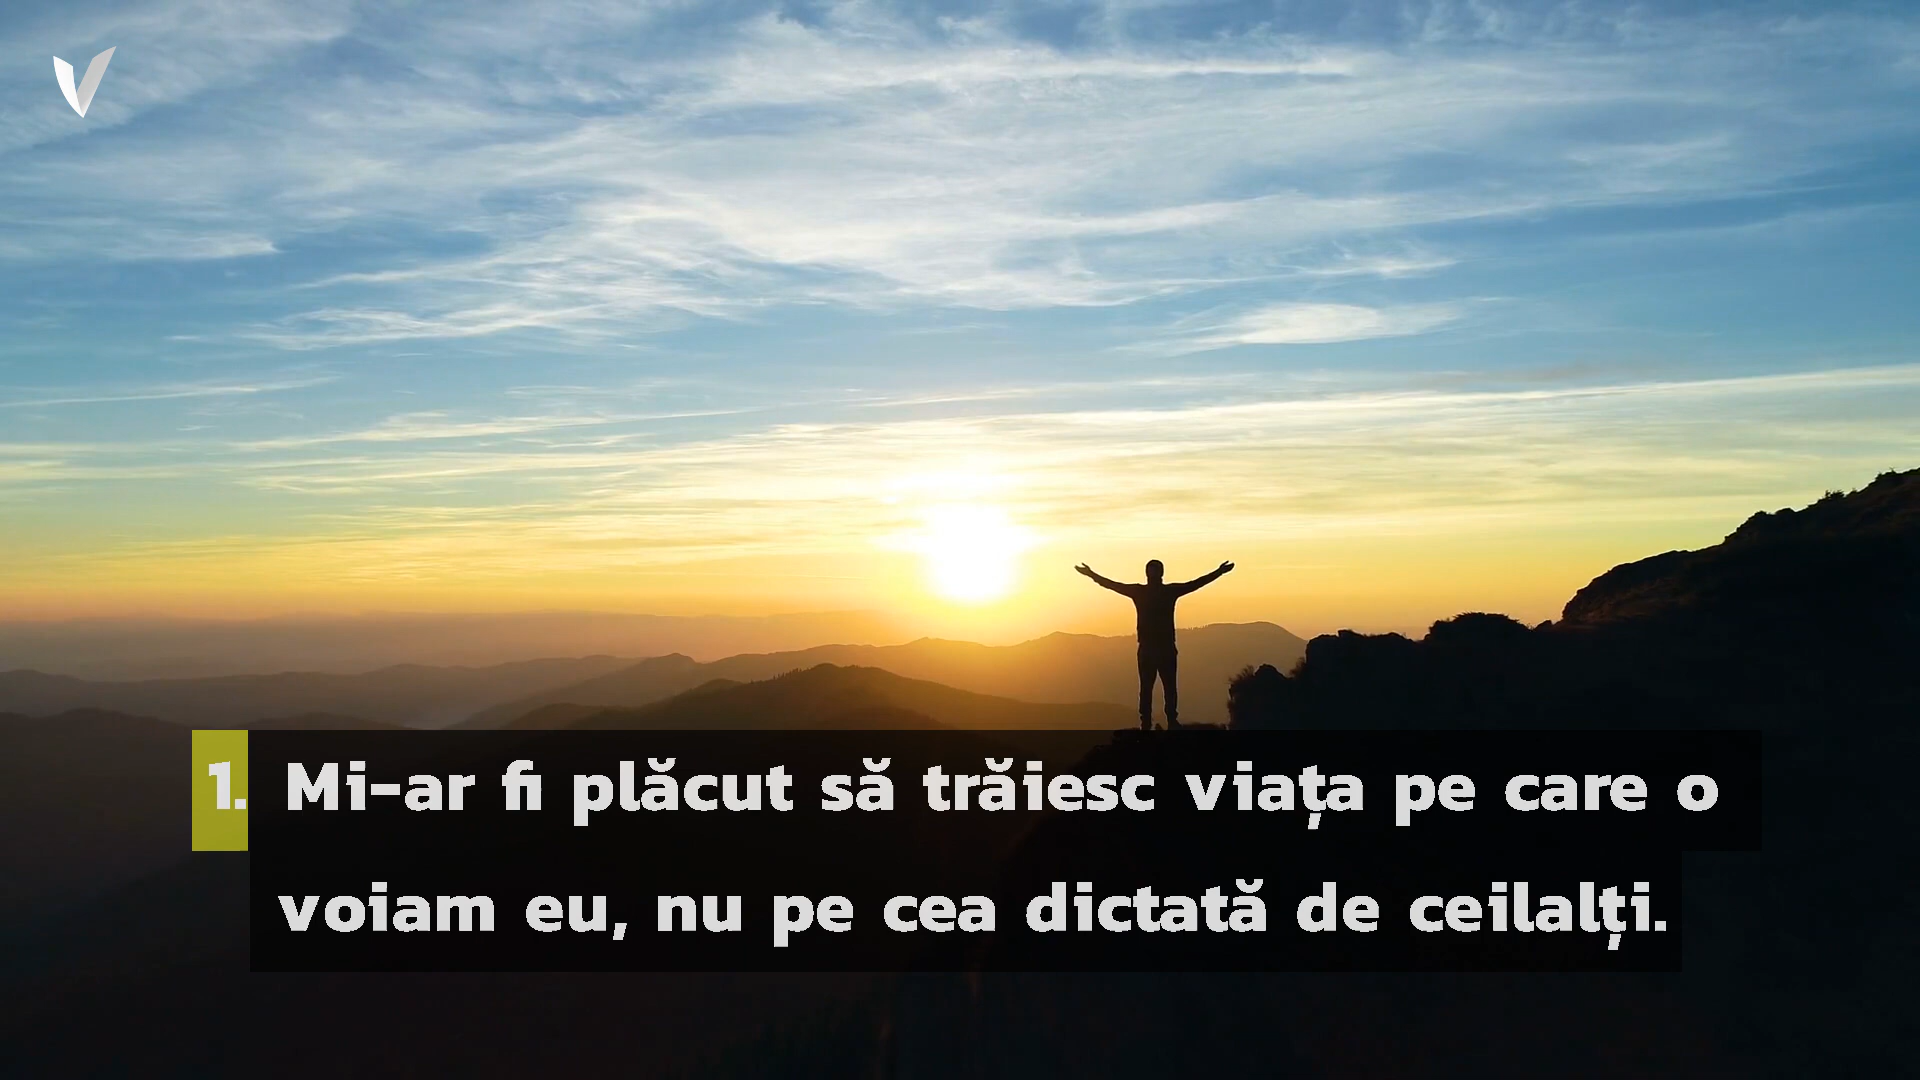 1. Mi-ar fi plăcut să trăiesc viața pe care o
voiam eu, nu pe cea dictată de ceilalți.